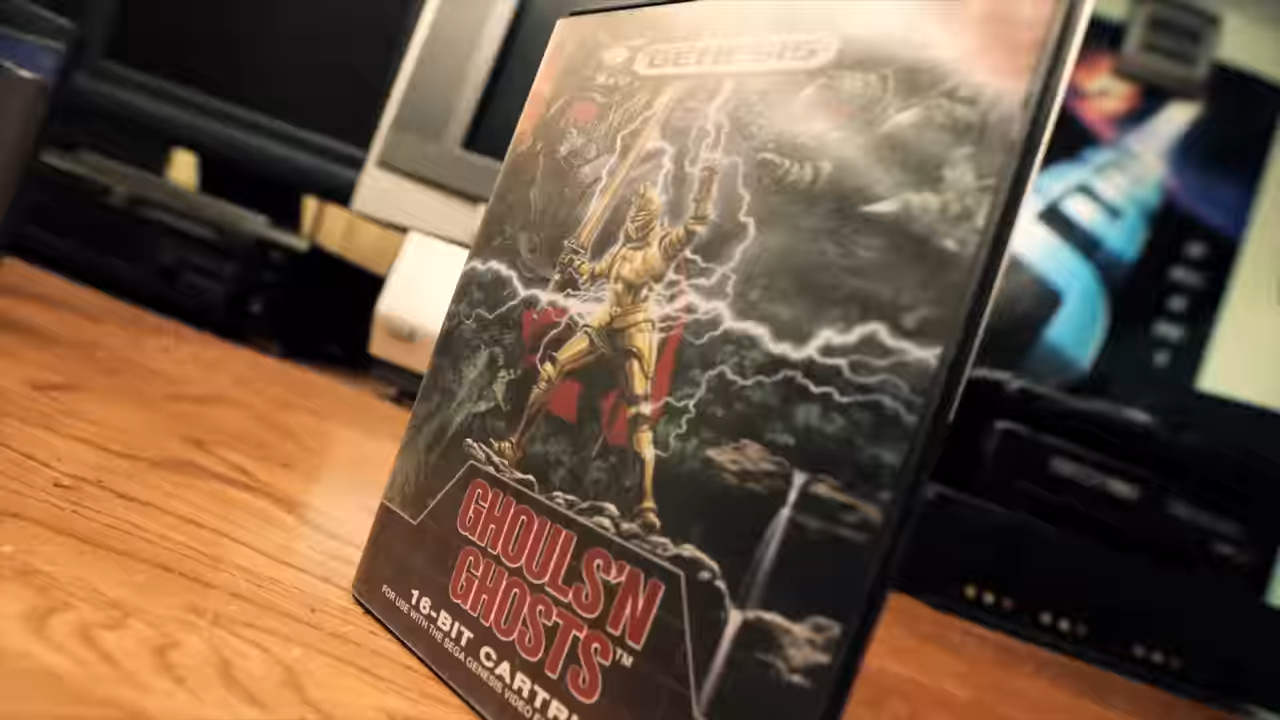 GENESIS
GHOULS'N
GHOSTS™
16-BIT CARTRI
FOR USE WITH THE SEGA GENESIS VIDEO